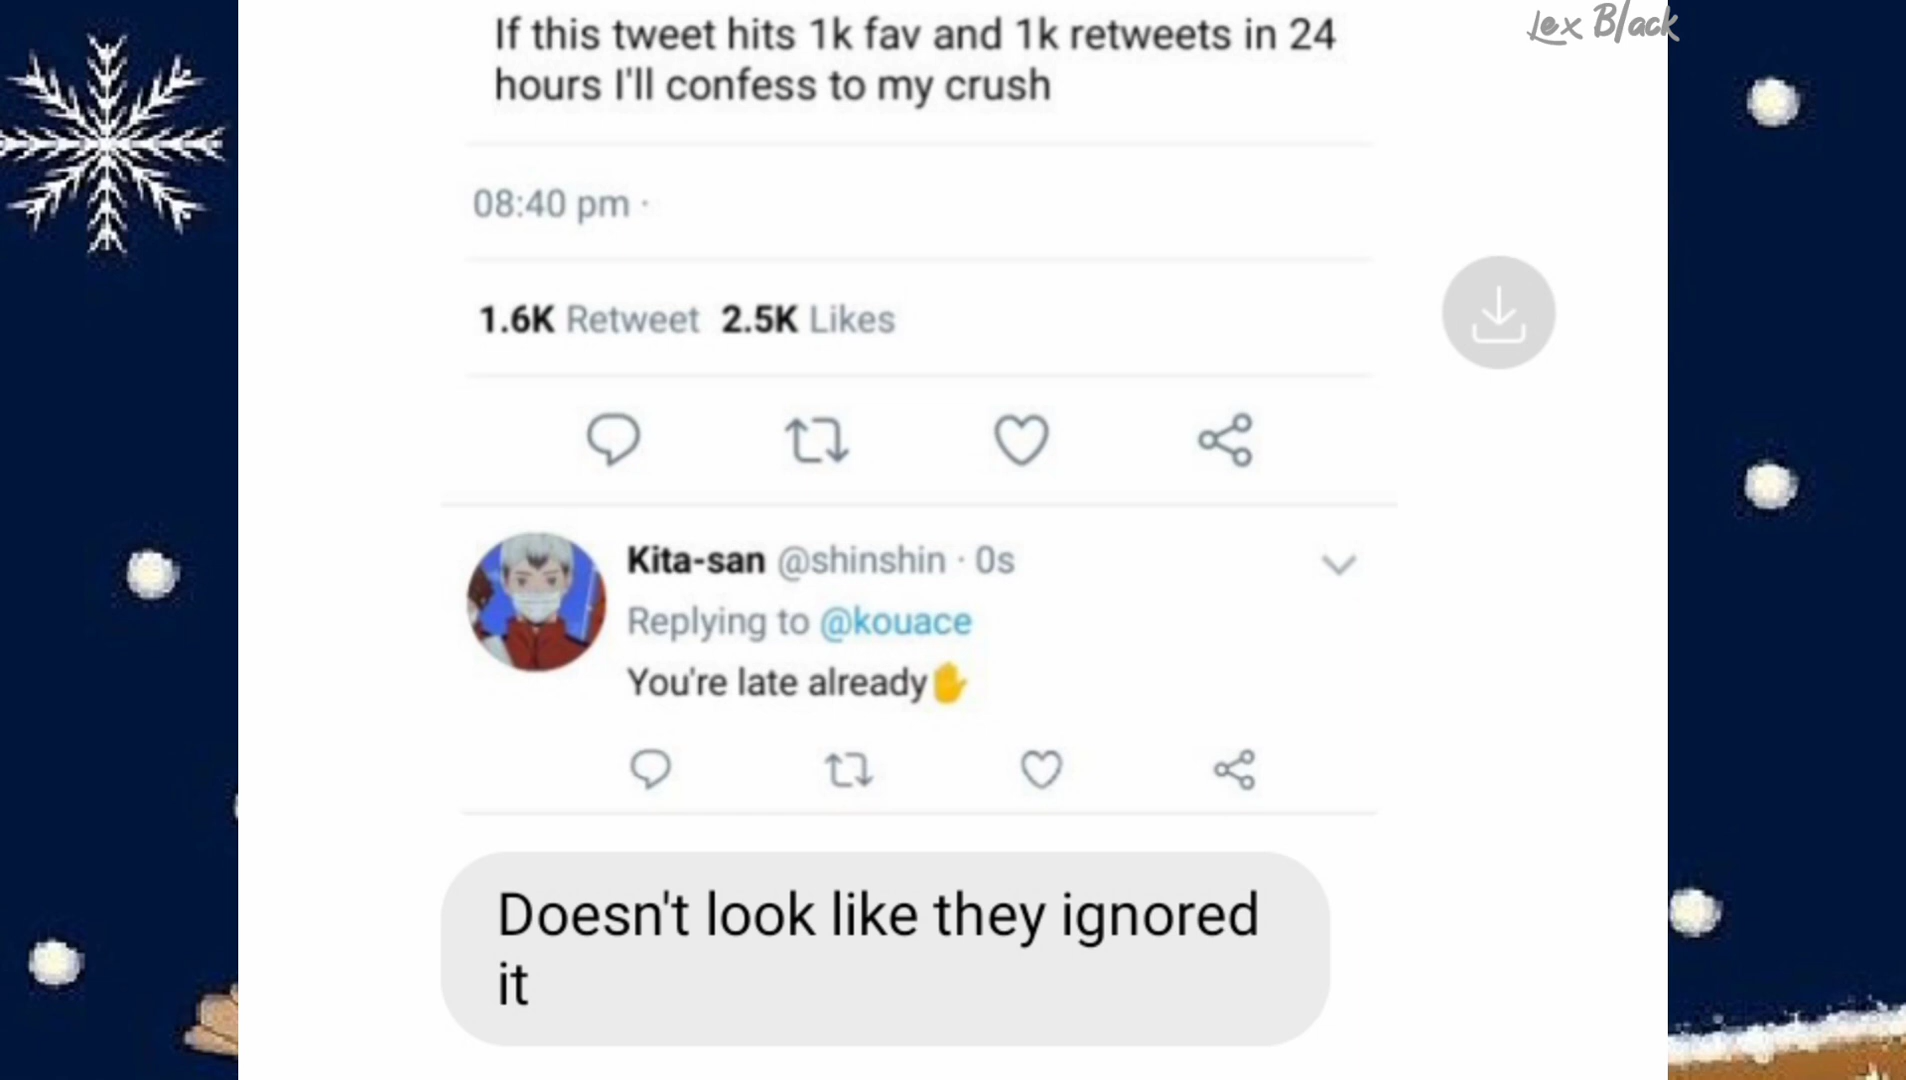 Lex Black
If this tweet hits 1k fav and 1k retweets in 24
hours I'll confess to my crush
08:40 pm ·
1.6K Retweet 2.5K Likes
Kita-san @shinshin · 0s
Replying to @kouace
You're late already✋
Doesn't look like they ignored
it